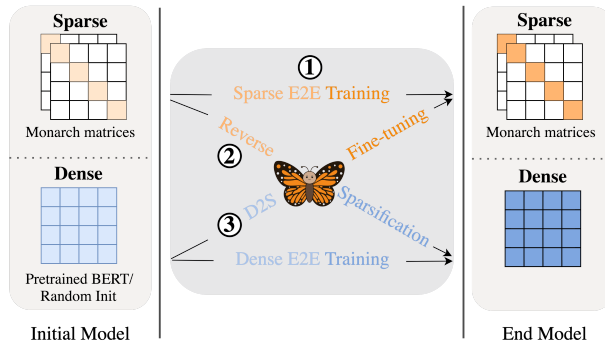 Sparse
Monarch matrices
Dense
Pretrained BERT/
Random Init
Initial Model
1
Sparse E2E Training
Reverse
Fine-tuning
2
3
D2S
Sparsification
Dense E2E Training
Sparse
Monarch matrices
Dense
End Model